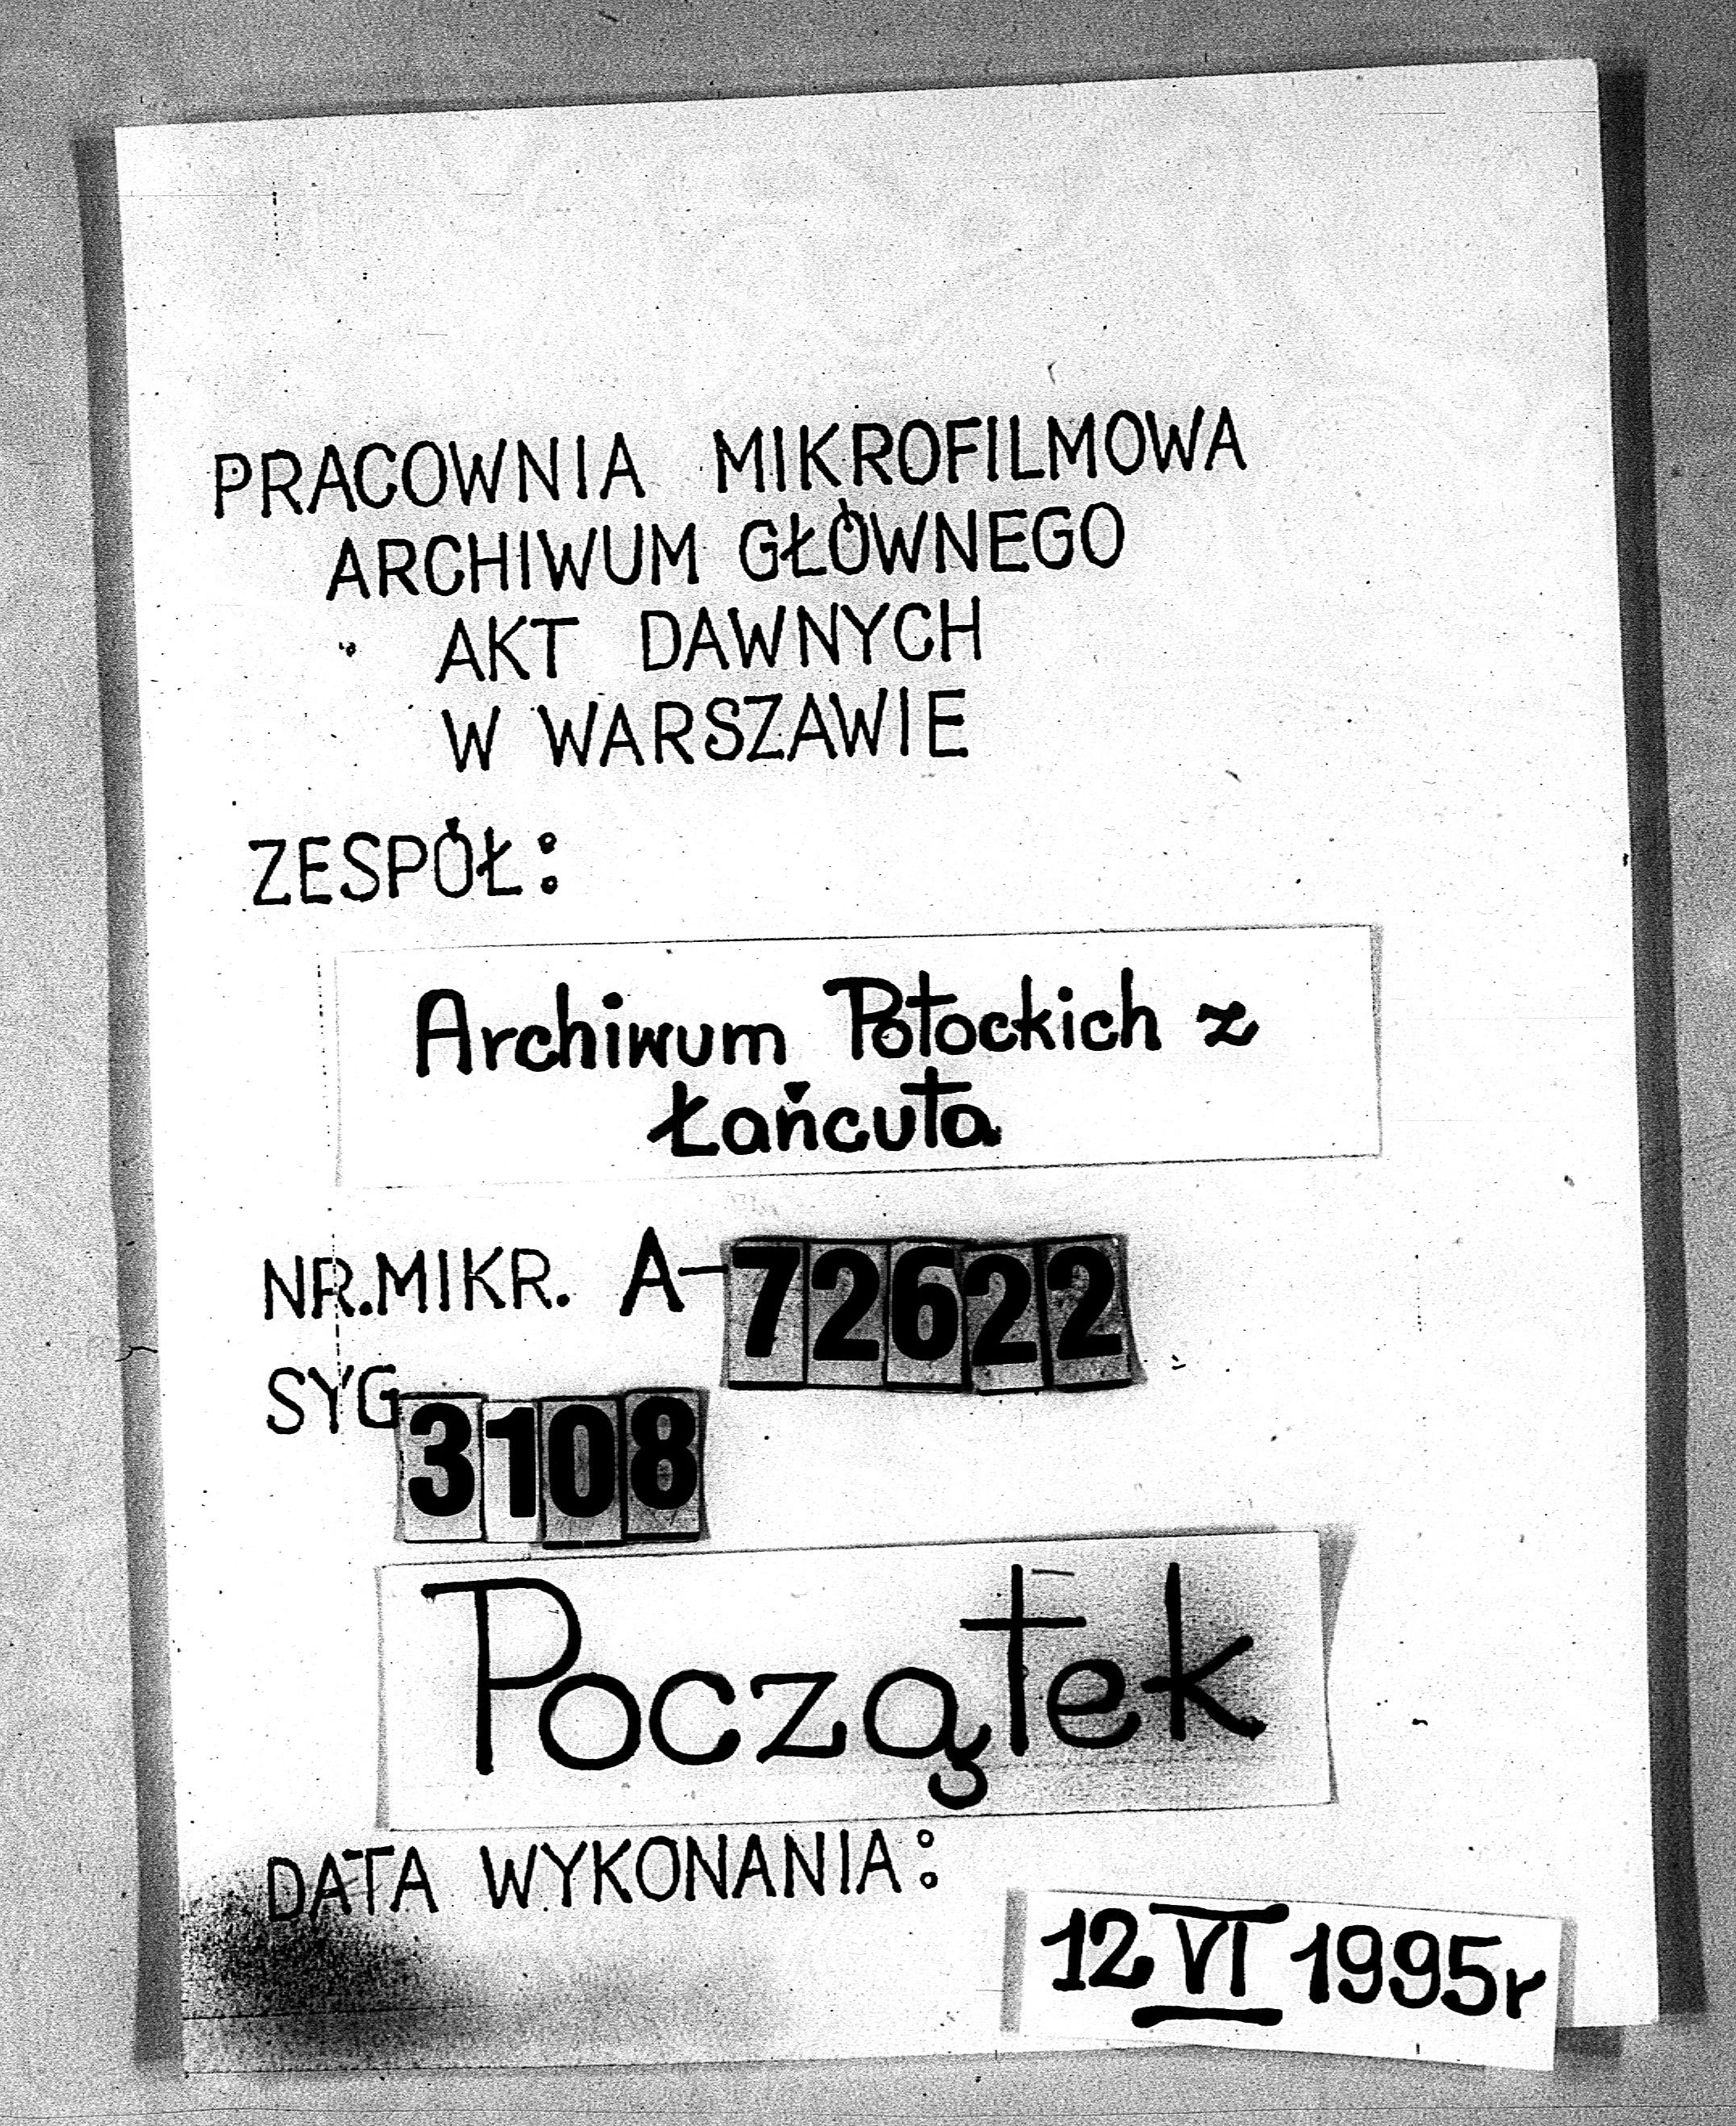 PRACOWNIA MIKROFILMOWA
ARCHIWUM GŁÓWNEGO
AKT DAWNYCH
W WARSZAWIE
ZESPÓŁ:
Archiwum Potockich z
Łańcuta
NR.MIKR. A-72622
SYG 3108
Początek
DATA WYKONANIA:
12 VI 1995r